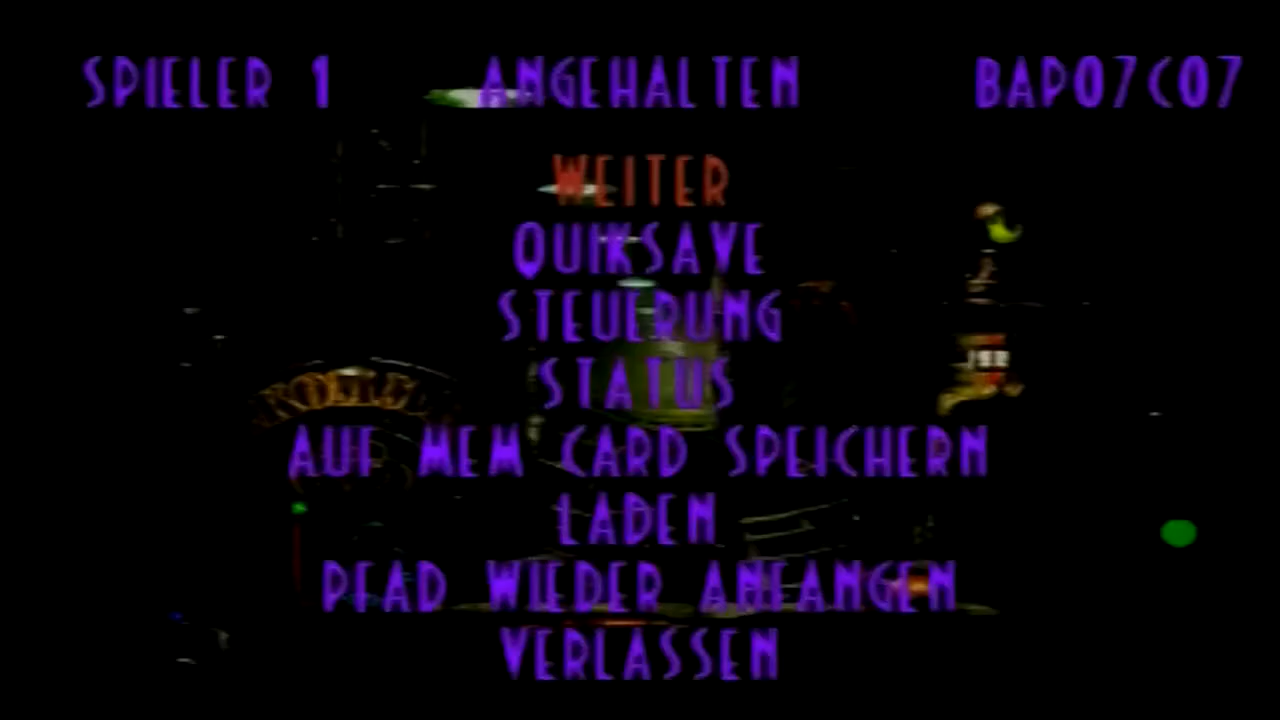 SPIELER 1 ANGEHALTEN BAP07C07
WEITER
QUIKSAVE
STEUERUNG
STATUS
AUF MEM CARD SPEICHERN
LADEN
PFAD WIEDER ANFANGEN
VERLASSEN